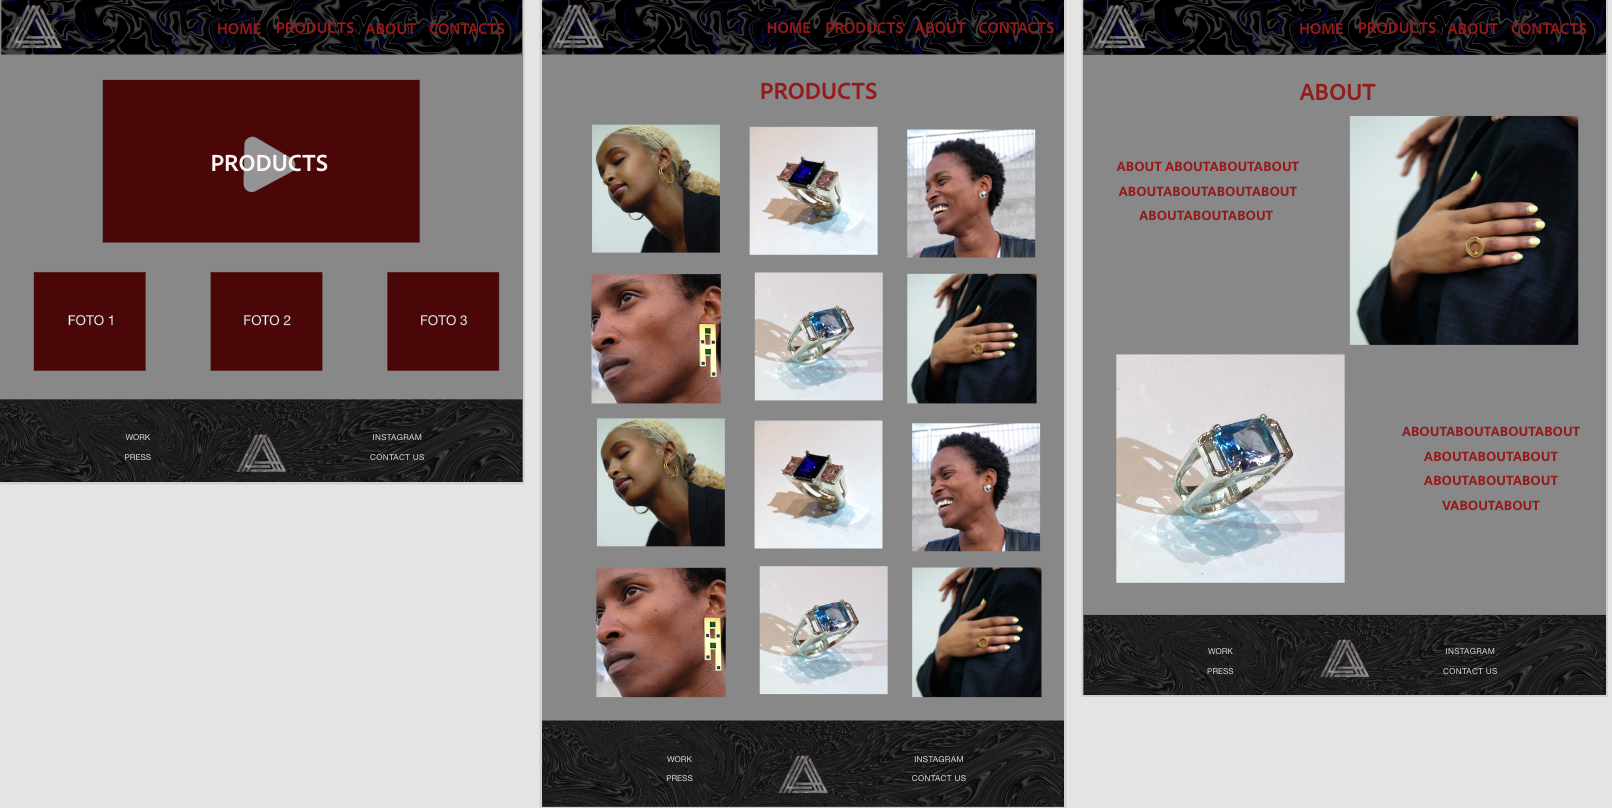 HOME PRODUCTS ABOUT CONTACTS
PRODUCTS
FOTO 1 FOTO 2 FOTO 3
WORK INSTAGRAM
PRESS CONTACT US
HOME PRODUCTS ABOUT CONTACTS
PRODUCTS
WORK INSTAGRAM
PRESS CONTACT US
HOME PRODUCTS ABOUT CONTACTS
ABOUT
ABOUT ABOUTABOUTABOUT
ABOUTABOUTABOUTABOUT
ABOUTABOUTABOUT
ABOUTABOUTABOUTABOUT
ABOUTABOUTABOUT
ABOUTABOUTABOUT
VABOUTABOUT
WORK INSTAGRAM
PRESS CONTACT US